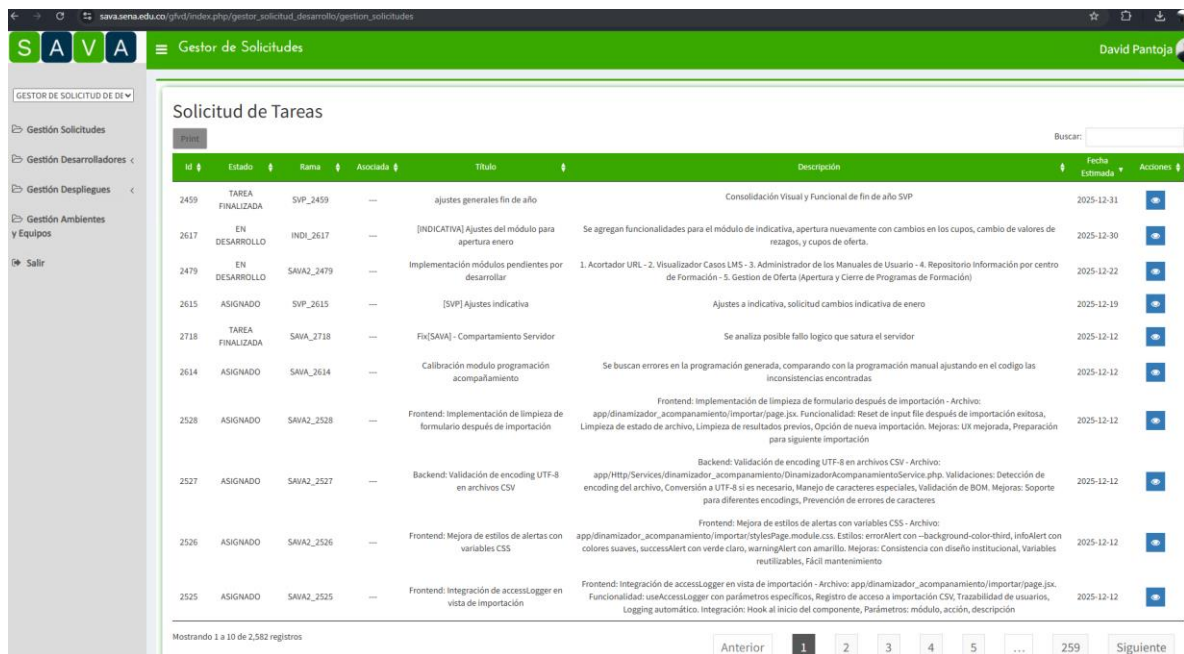 sava.sena.edu.co/gfvd/index.php/gestor_solicitud_desarrollo/gestion_solicitudes
SAVA
Gestor de Solicitudes
David Pantoja
GESTOR DE SOLICITUD DE DE
Gestión Solicitudes
Gestión Desarrolladores
Gestión Despliegues
Gestión Ambientes
y Equipos
Salir
Solicitud de Tareas
Print
Buscar:
Id Estado Rama Asociada Título Descripción Fecha
Estimada Acciones
2459 TAREA
FINALIZADA SVP_2459 --- ajustes generales fin de año Consolidación Visual y Funcional de fin de año SVP 2025-12-31
2617 EN
DESARROLLO INDI_2617 --- [INDICATIVA] Ajustes del módulo para
apertura enero Se agregan funcionalidades para el módulo de indicativa, apertura nuevamente con cambios en los cupos, cambio de valores de
rezagos, y cupos de oferta. 2025-12-30
2479 EN
DESARROLLO SAVA2_2479 --- Implementación módulos pendientes por
desarrollar 1. Acortador URL - 2. Visualizador Casos LMS - 3. Administrador de los Manuales de Usuario - 4. Repositorio Información por centro
de Formación - 5. Gestion de Oferta (Apertura y Cierre de Programas de Formación) 2025-12-22
2615 ASIGNADO SVP_2615 --- [SVP] Ajustes indicativa Ajustes a indicativa, solicitud cambios indicativa de enero 2025-12-19
2718 TAREA
FINALIZADA SAVA_2718 --- Fix[SAVA] - Compartamiento Servidor Se analiza posible fallo logico que satura el servidor 2025-12-12
2614 ASIGNADO SAVA_2614 --- Calibración modulo programación
acompañamiento Se buscan errores en la programación generada, comparando con la programación manual ajustando en el codigo las
inconsistencias encontradas 2025-12-12
2528 ASIGNADO SAVA2_2528 --- Frontend: Implementación de limpieza de
formulario después de importación Frontend: Implementación de limpieza de formulario después de importación - Archivo:
app/dinamizador_acompanamiento/importar/page.jsx. Funcionalidad: Reset de input file después de importación exitosa,
Limpieza de estado de archivo, Limpieza de resultados previos, Opción de nueva importación. Mejoras: UX mejorada, Preparación
para siguiente importación 2025-12-12
2527 ASIGNADO SAVA2_2527 --- Backend: Validación de encoding UTF-8
en archivos CSV Backend: Validación de encoding UTF-8 en archivos CSV - Archivo:
app/Http/Services/dinamizador_acompanamiento/DinamizadorAcompanamientoService.php. Validaciones: Detección de
encoding del archivo, Conversión a UTF-8 si es necesario, Manejo de caracteres especiales, Validación de BOM. Mejoras: Soporte
para diferentes encodings, Prevención de errores de caracteres 2025-12-12
2526 ASIGNADO SAVA2_2526 --- Frontend: Mejora de estilos de alertas con
variables CSS Frontend: Mejora de estilos de alertas con variables CSS - Archivo:
app/dinamizador_acompanamiento/importar/stylesPage.module.css. Estilos: errorAlert con --background-color-third, infoAlert con
colores suaves, successAlert con verde claro, warningAlert con amarillo. Mejoras: Consistencia con diseño institucional, Variables
reutilizables, Fácil mantenimiento 2025-12-12
2525 ASIGNADO SAVA2_2525 --- Frontend: Integración de accessLogger en
vista de importación Frontend: Integración de accessLogger en vista de importación - Archivo: app/dinamizador_acompanamiento/importar/page.jsx.
Funcionalidad: useAccessLogger con parámetros específicos, Registro de acceso a importación CSV, Trazabilidad de usuarios,
Logging automático. Integración: Hook al inicio del componente, Parámetros: módulo, acción, descripción 2025-12-12
Mostrando 1 a 10 de 2,582 registros
Anterior 1 2 3 4 5 ... 259 Siguiente